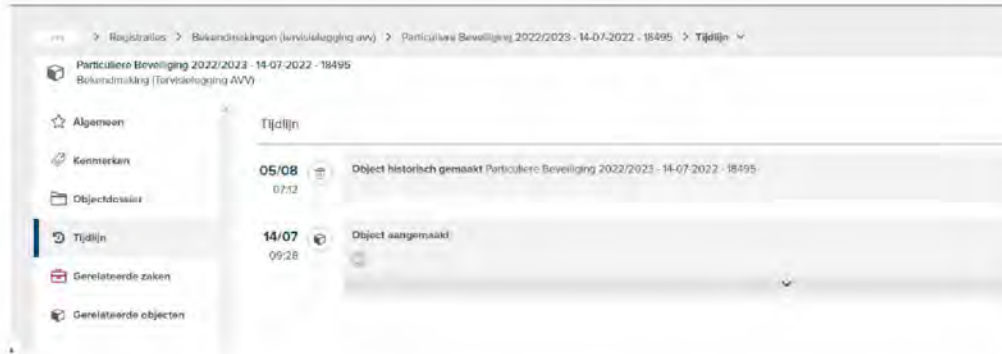 > Registraties > Bekendmakingen (tervisielegging avv) > Particuliere Beveiliging 2022/2023 - 14-07-2022 - 18495 > Tijdlijn
Particuliere Beveiliging 2022/2023 - 14-07-2022 - 18495
Bekendmaking (Tervisielegging AVV)
Algemeen
Kenmerken
Objectdossier
Tijdlijn
Gerelateerde zaken
Gerelateerde objecten
Tijdlijn
05/08 Object historisch gemaakt Particuliere Beveiliging 2022/2023 - 14-07-2022 - 18495
07:12
14/07 Object aangemaakt
09:28